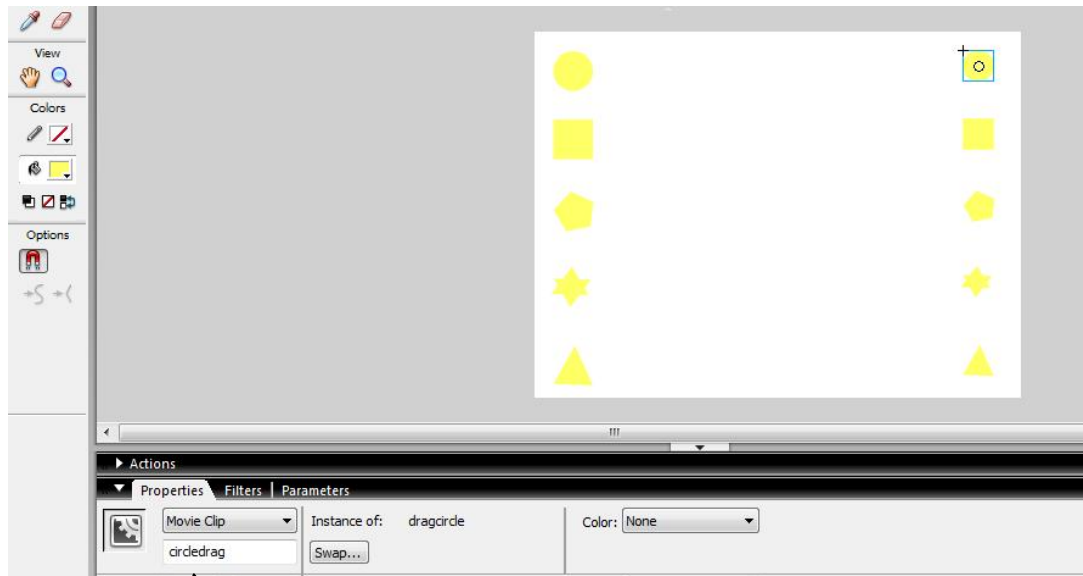 View
Colors
Options
Actions
Properties Filters Parameters
Movie Clip Instance of: dragcircle Color: None
circledrag Swap...